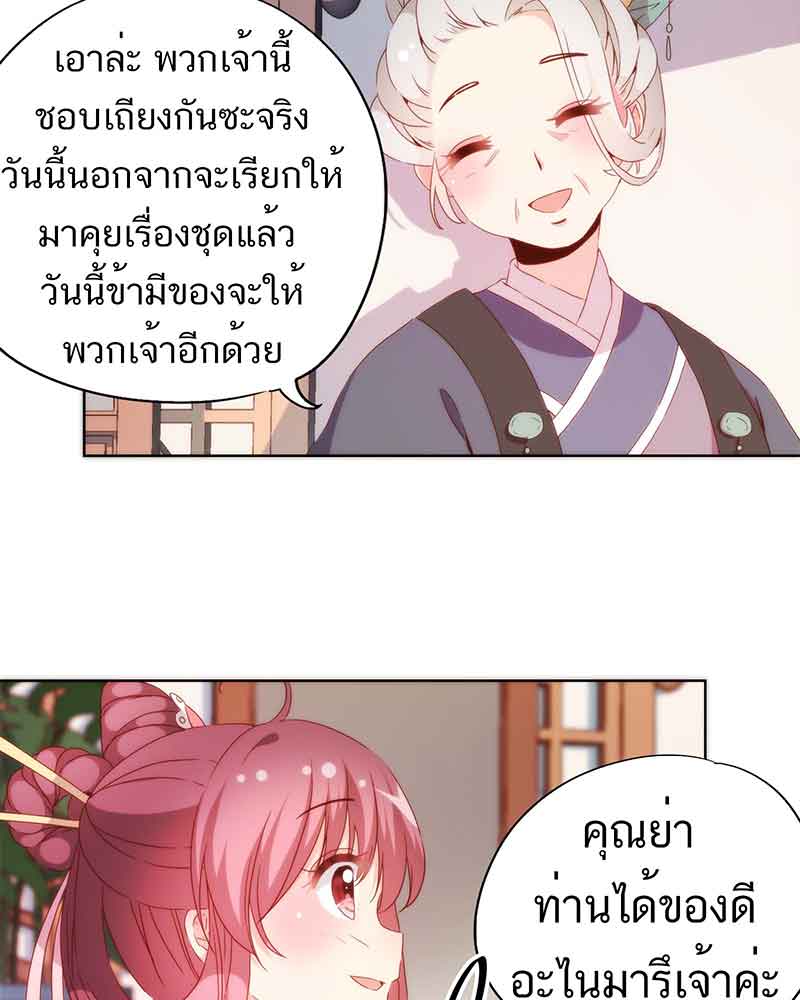 เอาล่ะ พวกเจ้านี้
ชอบเถียงกันซะจริง
วันนี้นอกจากจะเรียกให้
มาคุยเรื่องชุดแล้ว
วันนี้ข้ามีของจะให้
พวกเจ้าอีกด้วย
คุณย่า
ท่านได้ของดี
อะไนมารึเจ้าค่ะ